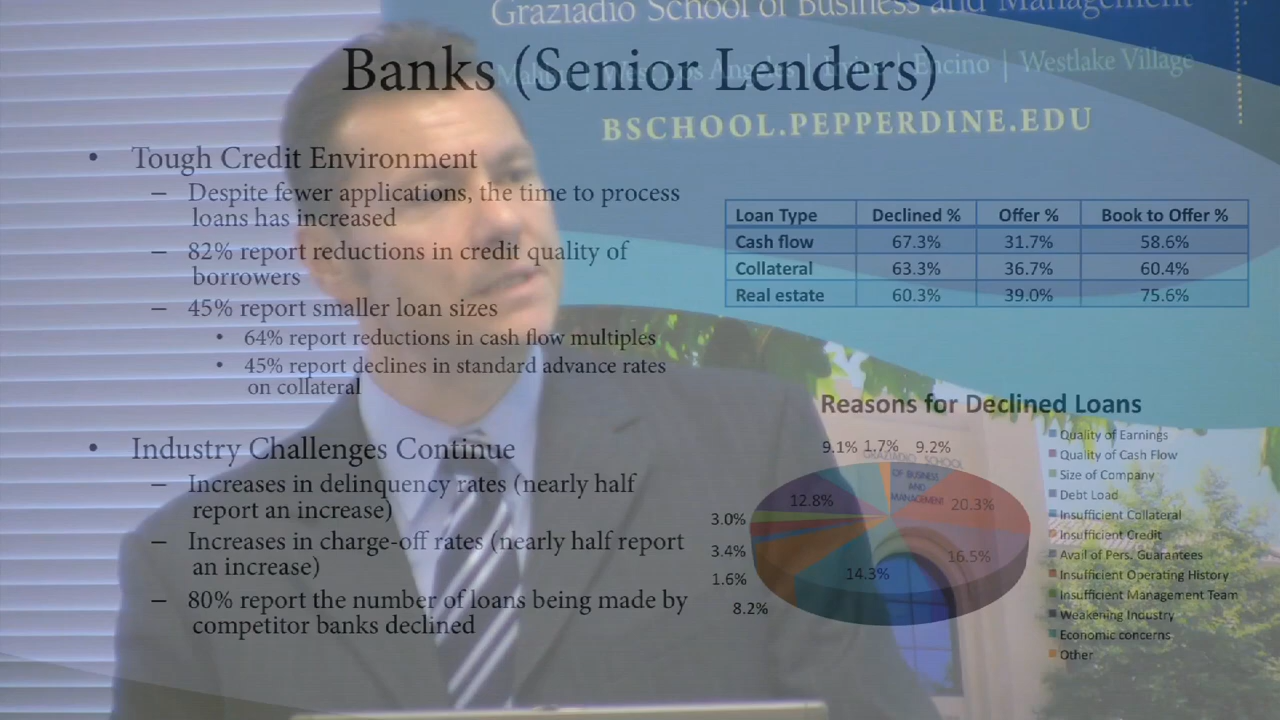 Graziadio School of Business and Management
Banks (Senior Lenders)
Encino | Westlake Village
BSCHOOL.PEPPERDINE.EDU
• Tough Credit Environment
– Despite fewer applications, the time to process
loans has increased
– 82% report reductions in credit quality of
borrowers
– 45% report smaller loan sizes
• 64% report reductions in cash flow multiples
• 45% report declines in standard advance rates
on collateral
• Industry Challenges Continue
– Increases in delinquency rates (nearly half
report an increase)
– Increases in charge-off rates (nearly half report
an increase)
– 80% report the number of loans being made by
competitor banks declined
Loan Type Declined % Offer % Book to Offer %
Cash flow 67.3% 31.7% 58.6%
Collateral 63.3% 36.7% 60.4%
Real estate 60.3% 39.0% 75.6%
Reasons for Declined Loans
9.1% 1.7% 9.2%
GRAZIADIO SCHOOL
OF BUSINESS
AND
MANAGEMENT
12.8%
20.3%
3.0%
3.4%
16.5%
14.3%
1.6%
8.2%
Quality of Earnings
Quality of Cash Flow
Size of Company
Debt Load
Insufficient Collateral
Insufficient Credit
Avail of Pers. Guarantees
Insufficient Operating History
Insufficient Management Team
Weakening Industry
Economic concerns
Other